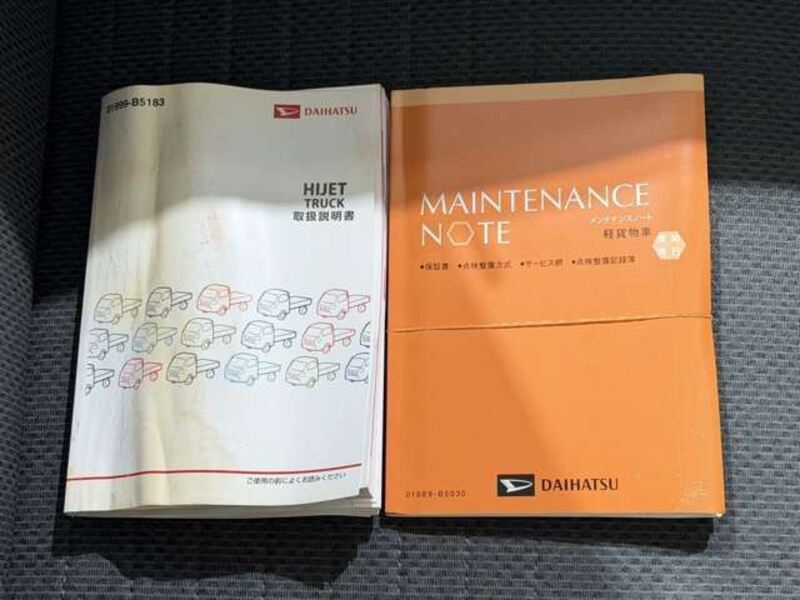 01999-B5183
DAIHATSU
HIJET
TRUCK
取扱説明書
ご使用の前によくお読みください
MAINTENANCE
NOTE
メンテナンスノート
軽貨物車
●保証書 ●点検整備方式 ●サービス網 ●点検整備記録簿
01999-B5030
DAIHATSU